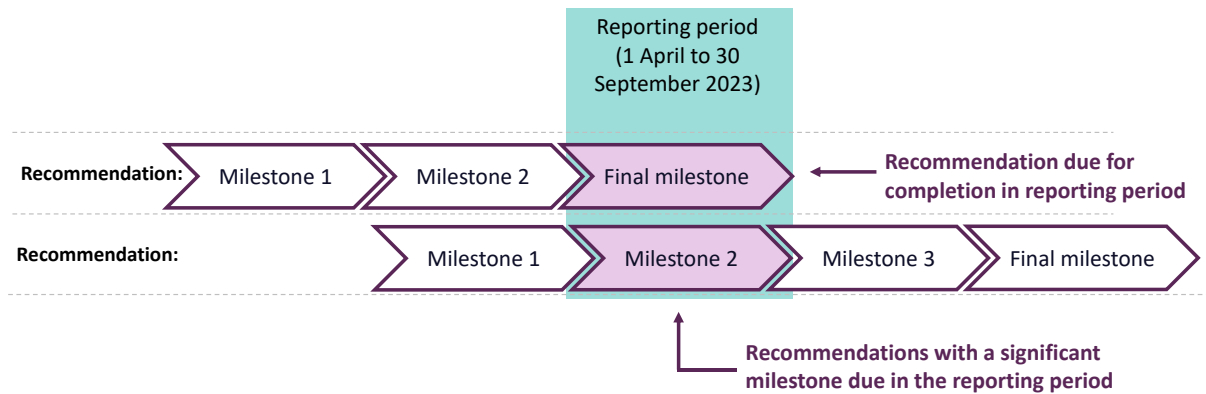 Reporting period
(1 April to 30
September 2023)
Recommendation:
Milestone 1
Milestone 2
Final milestone
Recommendation due for
completion in reporting period
Recommendation:
Milestone 1
Milestone 2
Milestone 3
Final milestone
Recommendations with a significant
milestone due in the reporting period